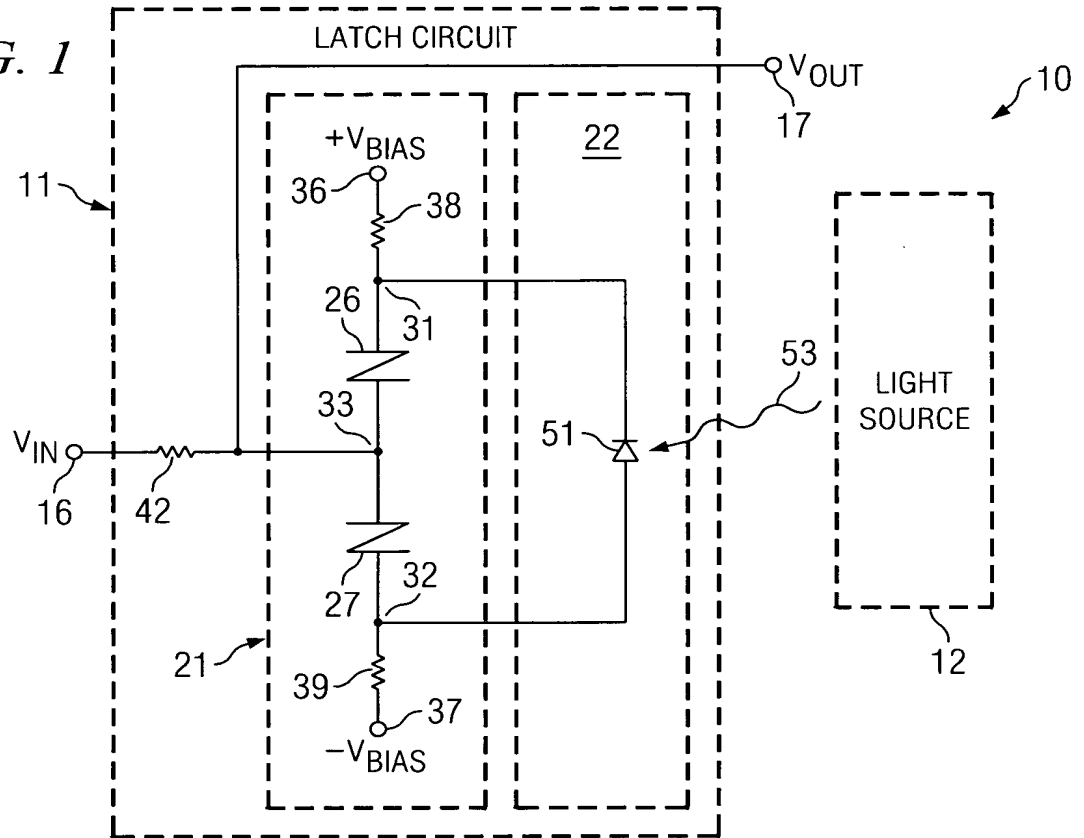 G. 1
LATCH CIRCUIT
VOUT
17
10
+VBIAS
22
36
38
11
26
31
53
LIGHT
SOURCE
33
51
VIN
16
42
27
32
21
39
37
12
−VBIAS